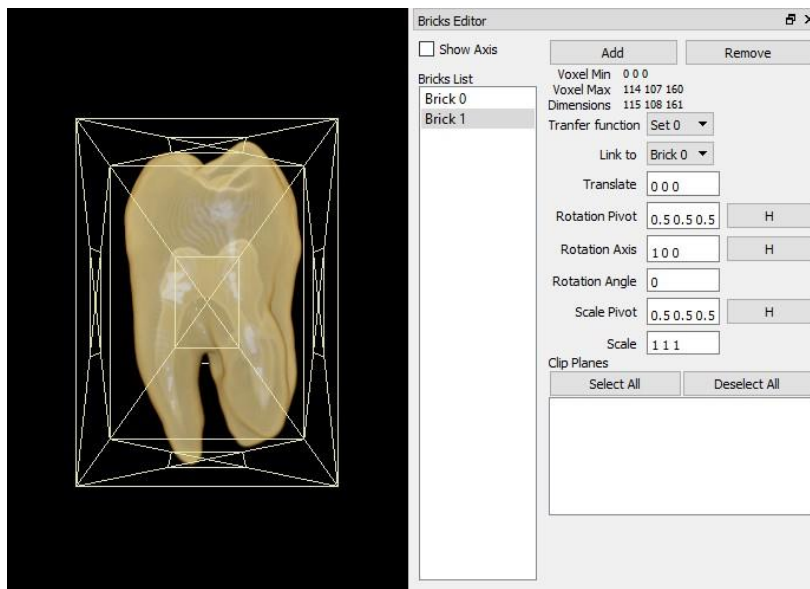 Bricks Editor
Show Axis
Add
Remove
Bricks List
Brick 0
Brick 1
Voxel Min 0 0 0
Voxel Max 114 107 160
Dimensions 115 108 161
Tranfer function Set 0
Link to Brick 0
Translate 0 0 0
Rotation Pivot 0.5 0.5 0.5 H
Rotation Axis 1 0 0 H
Rotation Angle 0
Scale Pivot 0.5 0.5 0.5 H
Scale 1 1 1
Clip Planes
Select All
Deselect All